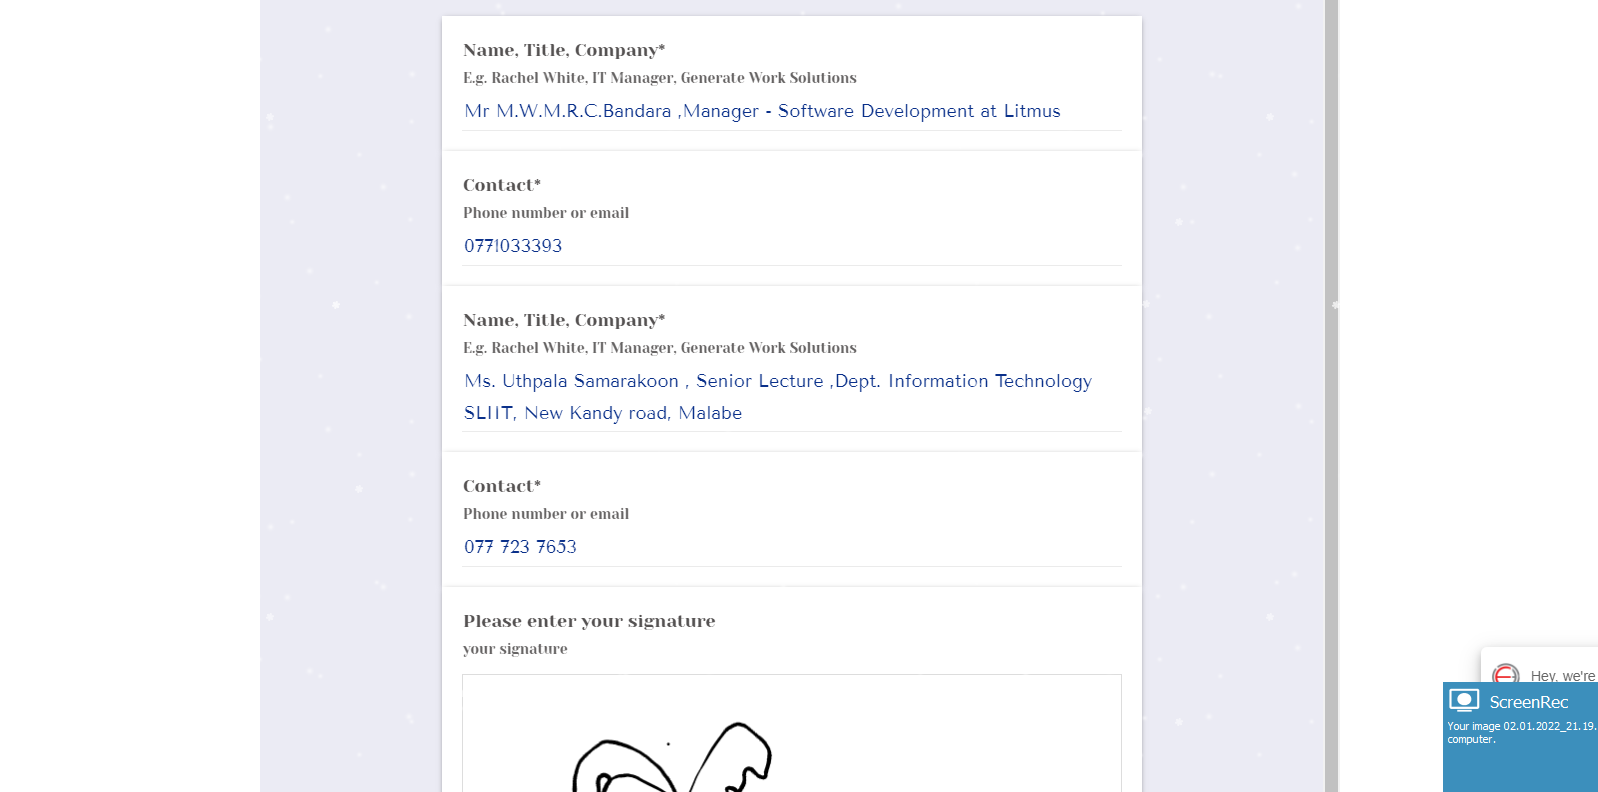 Name, Title, Company*
E.g. Rachel White, IT Manager, Generate Work Solutions
Mr M.W.M.R.C.Bandara ,Manager - Software Development at Litmus
Contact*
Phone number or email
0771033393
Name, Title, Company*
E.g. Rachel White, IT Manager, Generate Work Solutions
Ms. Uthpala Samarakoon , Senior Lecture ,Dept. Information Technology
SLIIT, New Kandy road, Malabe
Contact*
Phone number or email
077 723 7653
Please enter your signature
your signature
Hey, we're
ScreenRec
Your image 02.01.2022_21.19.
computer.